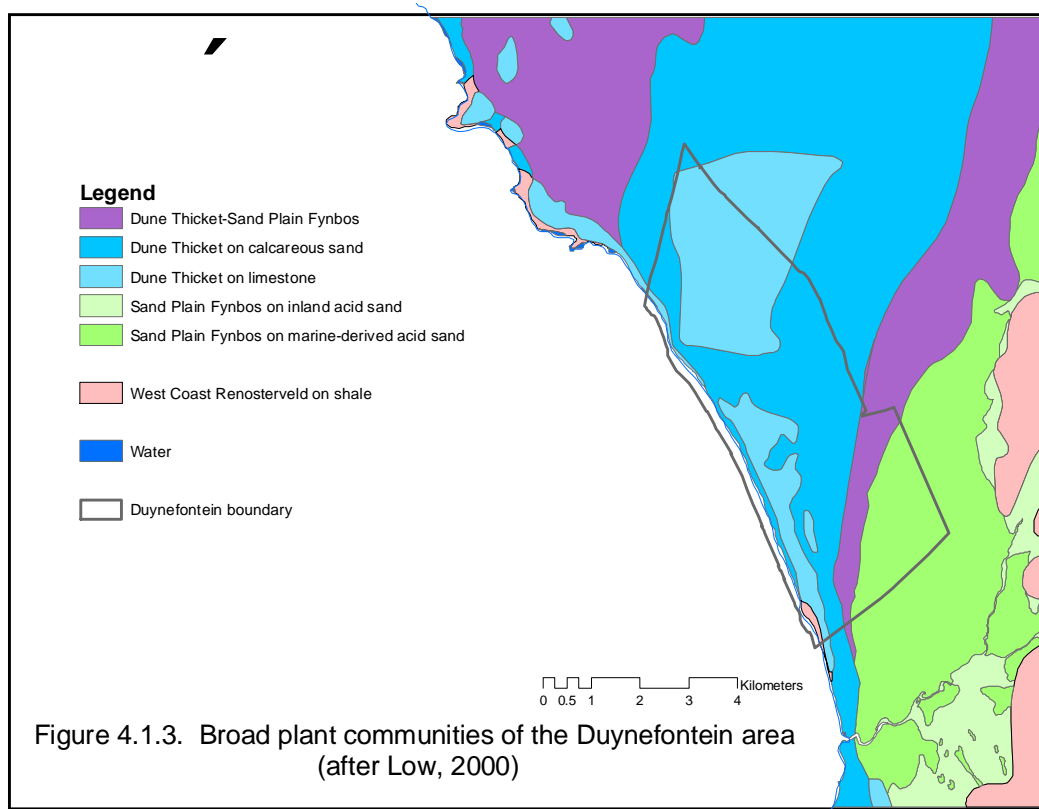 Legend
Dune Thicket-Sand Plain Fynbos
Dune Thicket on calcareous sand
Dune Thicket on limestone
Sand Plain Fynbos on inland acid sand
Sand Plain Fynbos on marine-derived acid sand
West Coast Renosterveld on shale
Water
Duynefontein boundary
Kilometers
0 0.5 1 2 3 4
Figure 4.1.3. Broad plant communities of the Duynefontein area
(after Low, 2000)